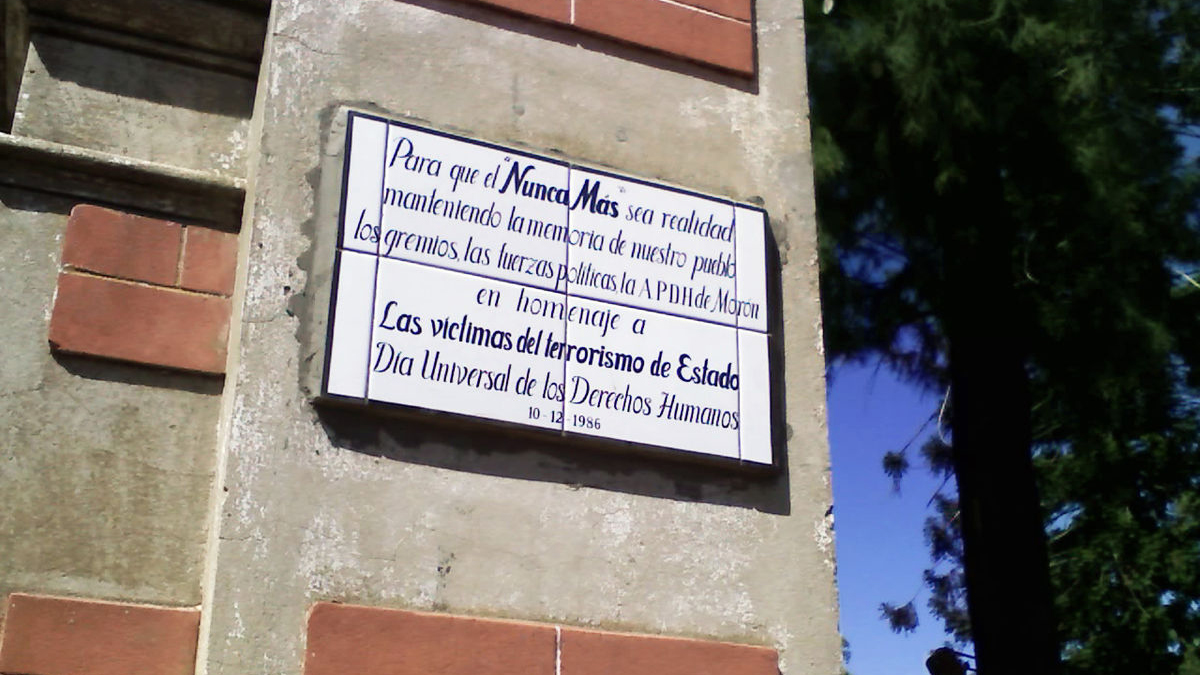 Para que el "Nunca Más" sea realidad
manteniendo la memoria de nuestro pueblo
los gremios, las fuerzas políticas, la APDH de Morón
en homenaje a
Las víctimas del terrorismo de Estado
Día Universal de los Derechos Humanos
10-12-1986